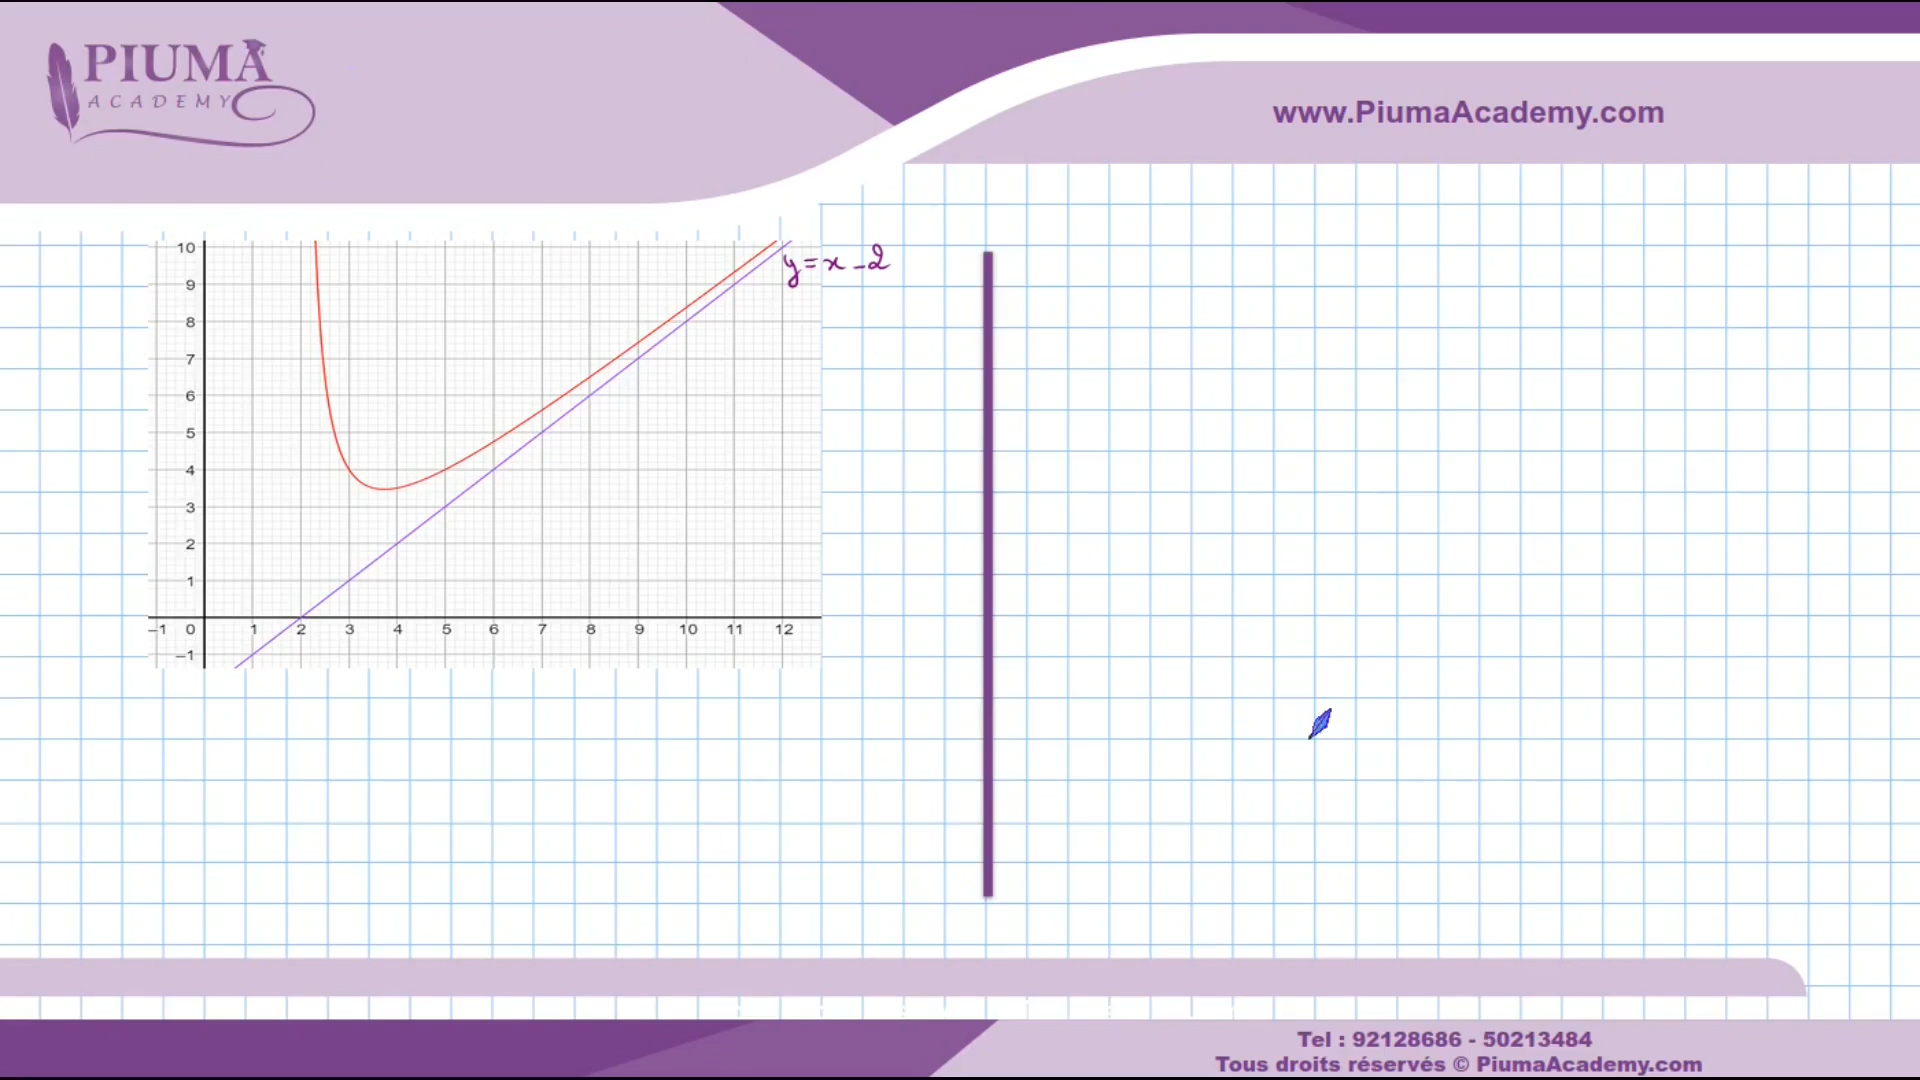 PIUMA
ACADEMY
www.PiumaAcademy.com
y = x - 2
10
9
8
7
6
5
4
3
2
1
−1 0 1 2 3 4 5 6 7 8 9 10 11 12
−1
Tel : 92128686 - 50213484
Tous droits réservés © PiumaAcademy.com